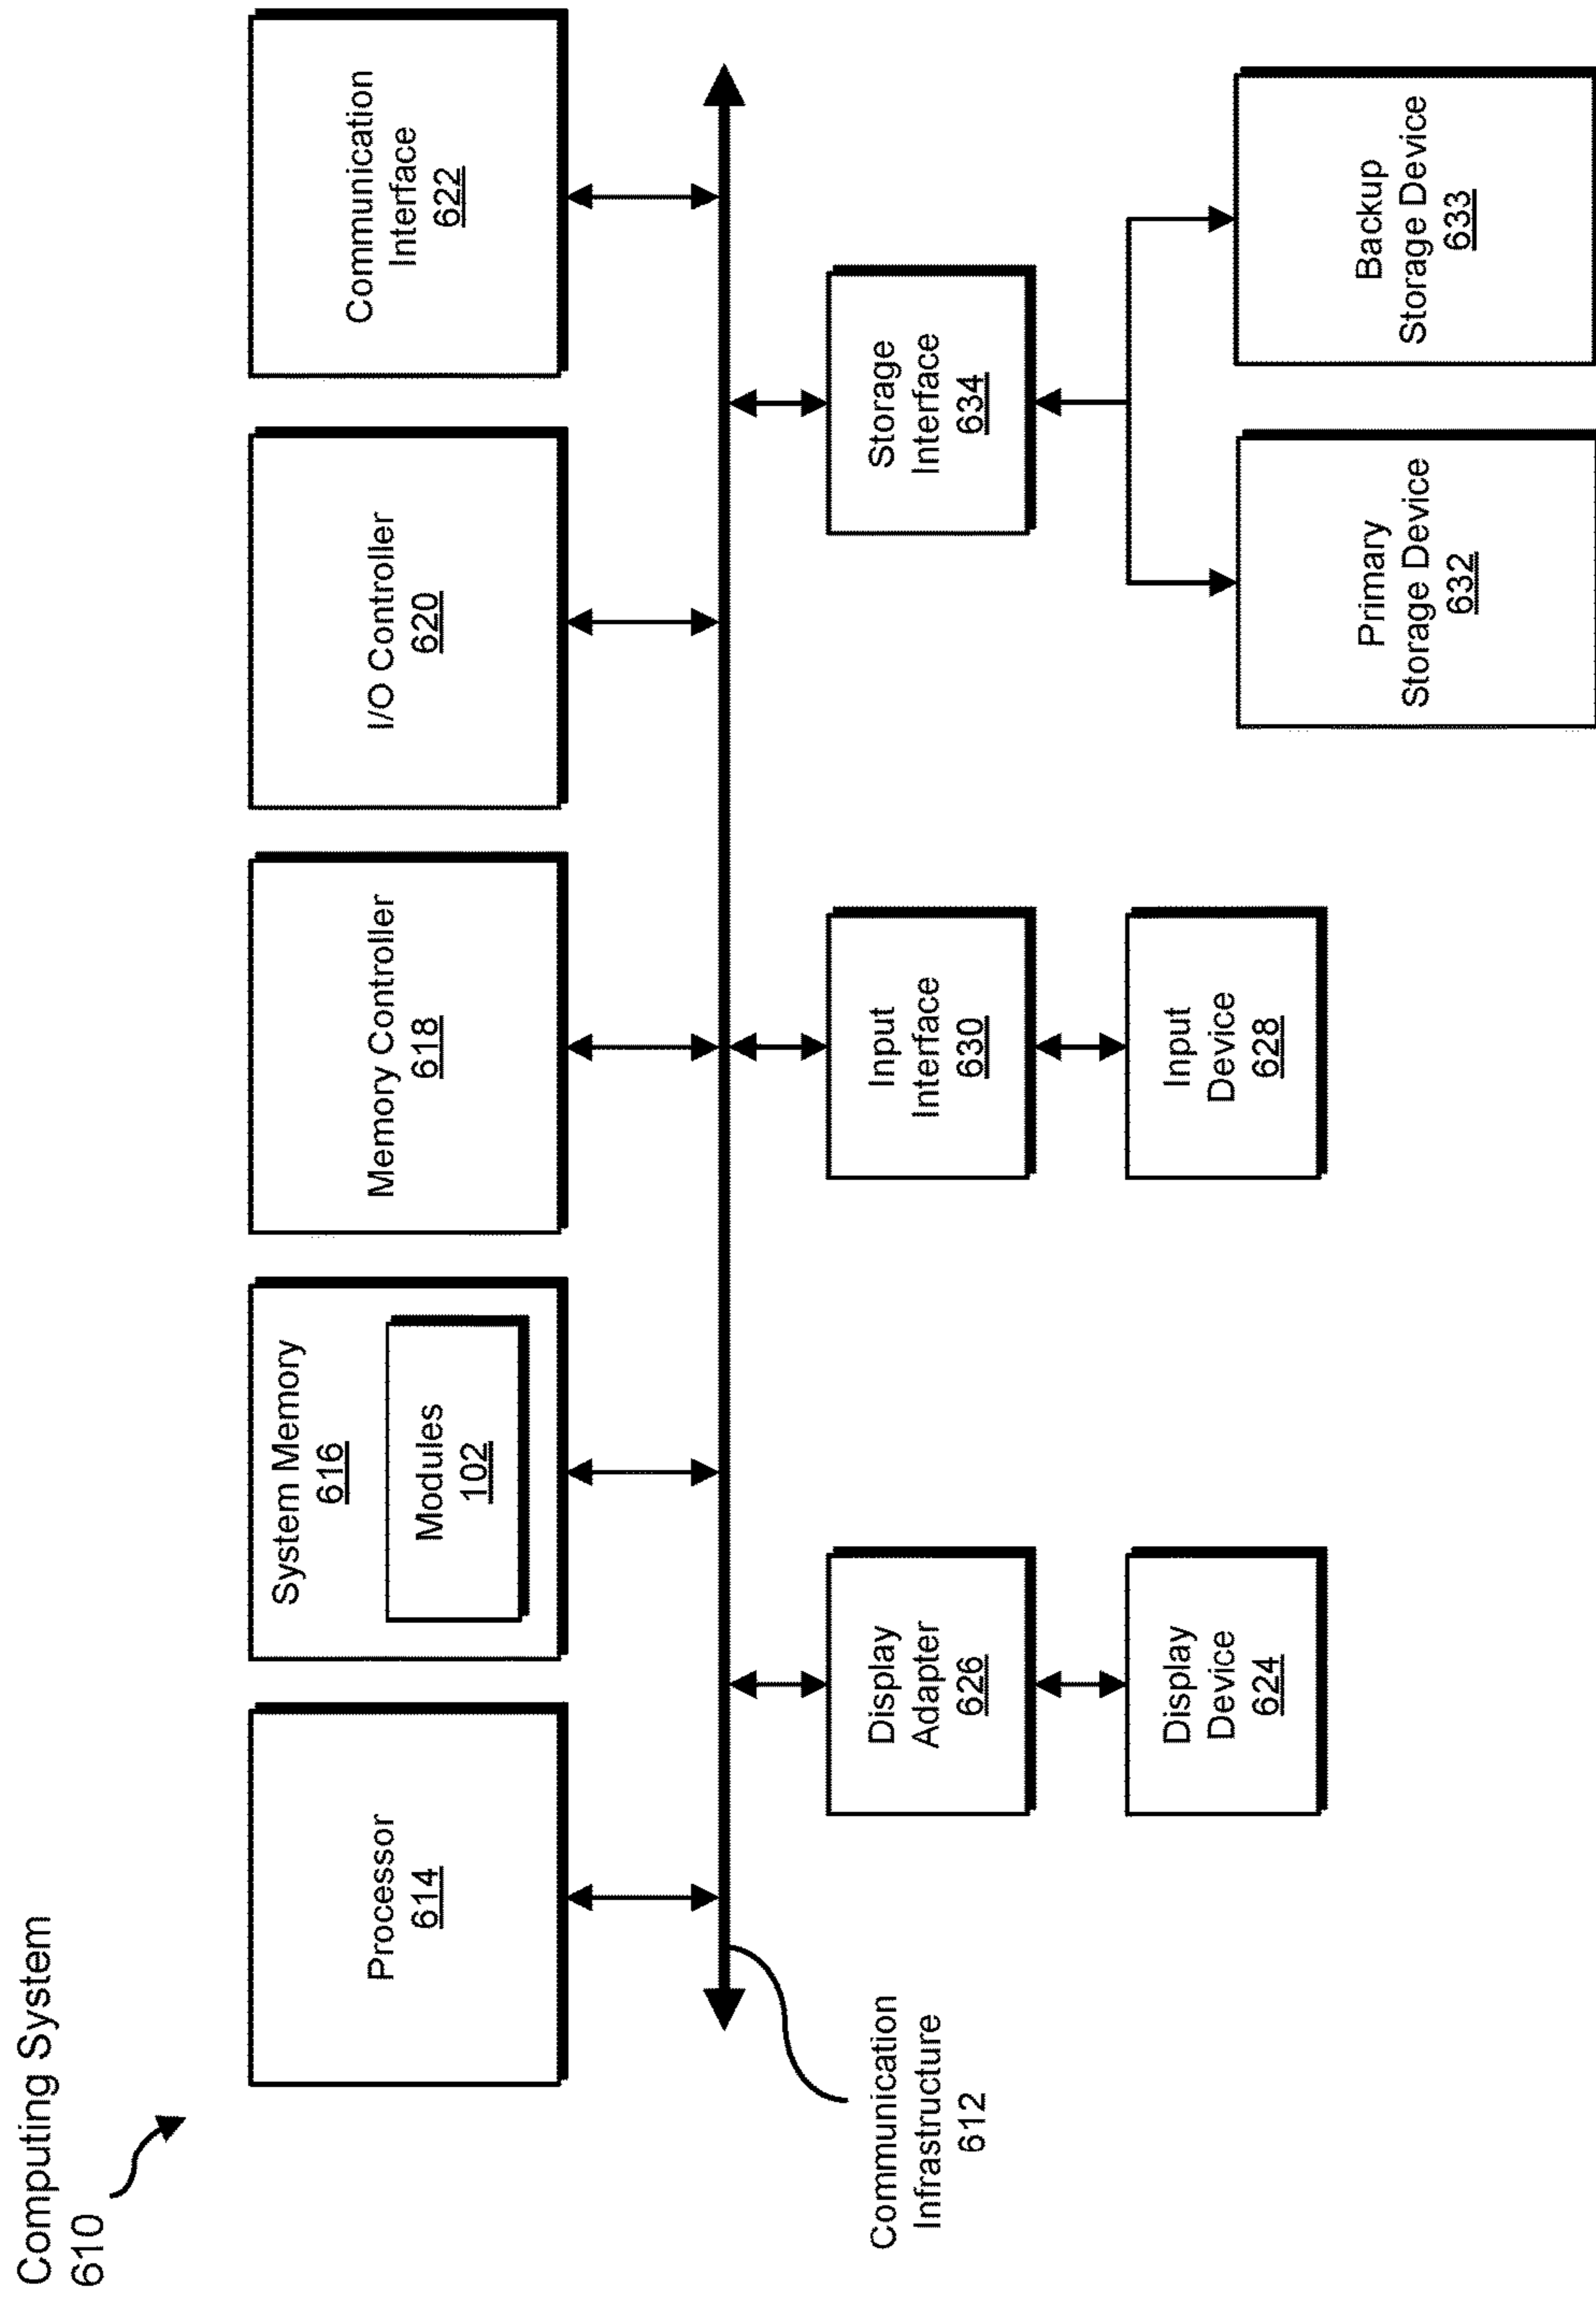 Computing System
610
Processor
614
System Memory
616
Modules
102
Memory Controller
618
I/O Controller
620
Communication
Interface
622
Communication
Infrastructure
612
Display
Adapter
626
Input
Interface
630
Storage
Interface
634
Display
Device
624
Input
Device
628
Primary
Storage Device
632
Backup
Storage Device
633